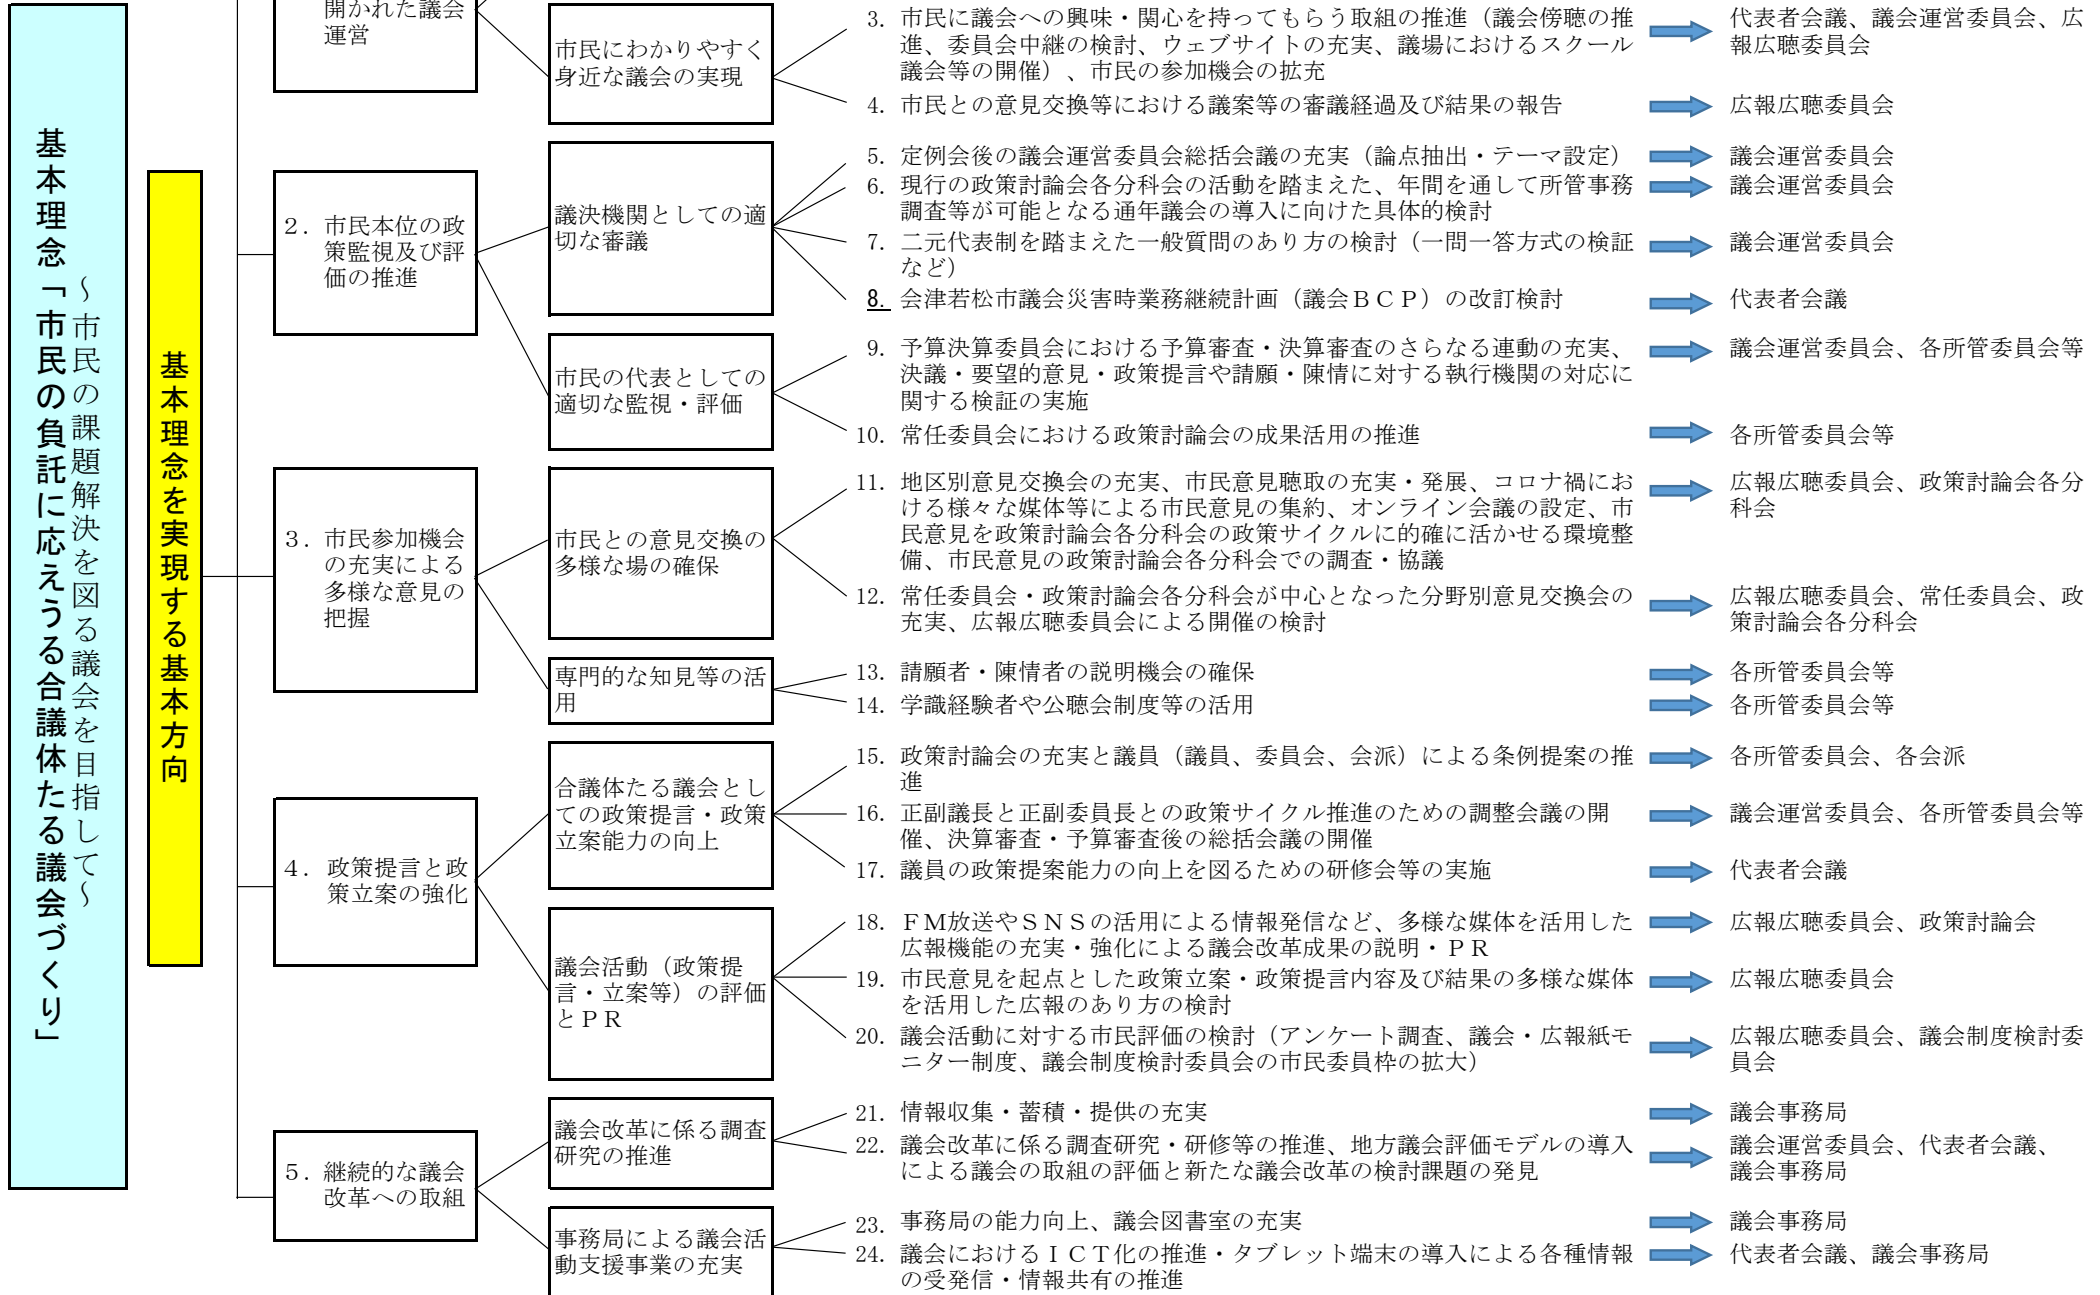 基本理念「市民の負託に応えうる合議体たる議会づくり」
～市民の課題解決を図る議会を目指して～
基本理念を実現する基本方向
開かれた議会
運営
市民にわかりやすく
身近な議会の実現
3. 市民に議会への興味・関心を持ってもらう取組の推進（議会傍聴の推
進、委員会中継の検討、ウェブサイトの充実、議場におけるスクール
議会等の開催）、市民の参加機会の拡充
代表者会議、議会運営委員会、広
報広聴委員会
4. 市民との意見交換等における議案等の審議経過及び結果の報告
広報広聴委員会
2. 市民本位の政
策監視及び評
価の推進
議決機関としての適
切な審議
5. 定例会後の議会運営委員会総括会議の充実（論点抽出・テーマ設定）
議会運営委員会
6. 現行の政策討論会各分科会の活動を踏まえた、年間を通して所管事務
調査等が可能となる通年議会の導入に向けた具体的検討
議会運営委員会
7. 二元代表制を踏まえた一般質問のあり方の検討（一問一答方式の検証
など）
議会運営委員会
8. 会津若松市議会災害時業務継続計画（議会ＢＣＰ）の改訂検討
代表者会議
市民の代表としての
適切な監視・評価
9. 予算決算委員会における予算審査・決算審査のさらなる連動の充実、
決議・要望的意見・政策提言や請願・陳情に対する執行機関の対応に
関する検証の実施
議会運営委員会、各所管委員会等
10. 常任委員会における政策討論会の成果活用の推進
各所管委員会等
3. 市民参加機会
の充実による
多様な意見の
把握
市民との意見交換の
多様な場の確保
11. 地区別意見交換会の充実、市民意見聴取の充実・発展、コロナ禍にお
ける様々な媒体等による市民意見の集約、オンライン会議の設定、市
民意見を政策討論会各分科会の政策サイクルに的確に活かせる環境整
備、市民意見の政策討論会各分科会での調査・協議
広報広聴委員会、政策討論会各分
科会
12. 常任委員会・政策討論会各分科会が中心となった分野別意見交換会の
充実、広報広聴委員会による開催の検討
広報広聴委員会、常任委員会、政
策討論会各分科会
専門的な知見等の活
用
13. 請願者・陳情者の説明機会の確保
各所管委員会等
14. 学識経験者や公聴会制度等の活用
各所管委員会等
4. 政策提言と政
策立案の強化
合議体たる議会とし
ての政策提言・政策
立案能力の向上
15. 政策討論会の充実と議員（議員、委員会、会派）による条例提案の推
進
各所管委員会、各会派
16. 正副議長と正副委員長との政策サイクル推進のための調整会議の開
催、決算審査・予算審査後の総括会議の開催
議会運営委員会、各所管委員会等
17. 議員の政策提案能力の向上を図るための研修会等の実施
代表者会議
議会活動（政策提
言・立案等）の評価
とＰＲ
18. ＦＭ放送やＳＮＳの活用による情報発信など、多様な媒体を活用した
広報機能の充実・強化による議会改革成果の説明・ＰＲ
広報広聴委員会、政策討論会
19. 市民意見を起点とした政策立案・政策提言内容及び結果の多様な媒体
を活用した広報のあり方の検討
広報広聴委員会
20. 議会活動に対する市民評価の検討（アンケート調査、議会・広報紙モ
ニター制度、議会制度検討委員会の市民委員枠の拡大）
広報広聴委員会、議会制度検討委
員会
5. 継続的な議会
改革への取組
議会改革に係る調査
研究の推進
21. 情報収集・蓄積・提供の充実
議会事務局
22. 議会改革に係る調査研究・研修等の推進、地方議会評価モデルの導入
による議会の取組の評価と新たな議会改革の検討課題の発見
議会運営委員会、代表者会議、
議会事務局
事務局による議会活
動支援事業の充実
23. 事務局の能力向上、議会図書室の充実
議会事務局
24. 議会におけるＩＣＴ化の推進・タブレット端末の導入による各種情報
の受発信・情報共有の推進
代表者会議、議会事務局